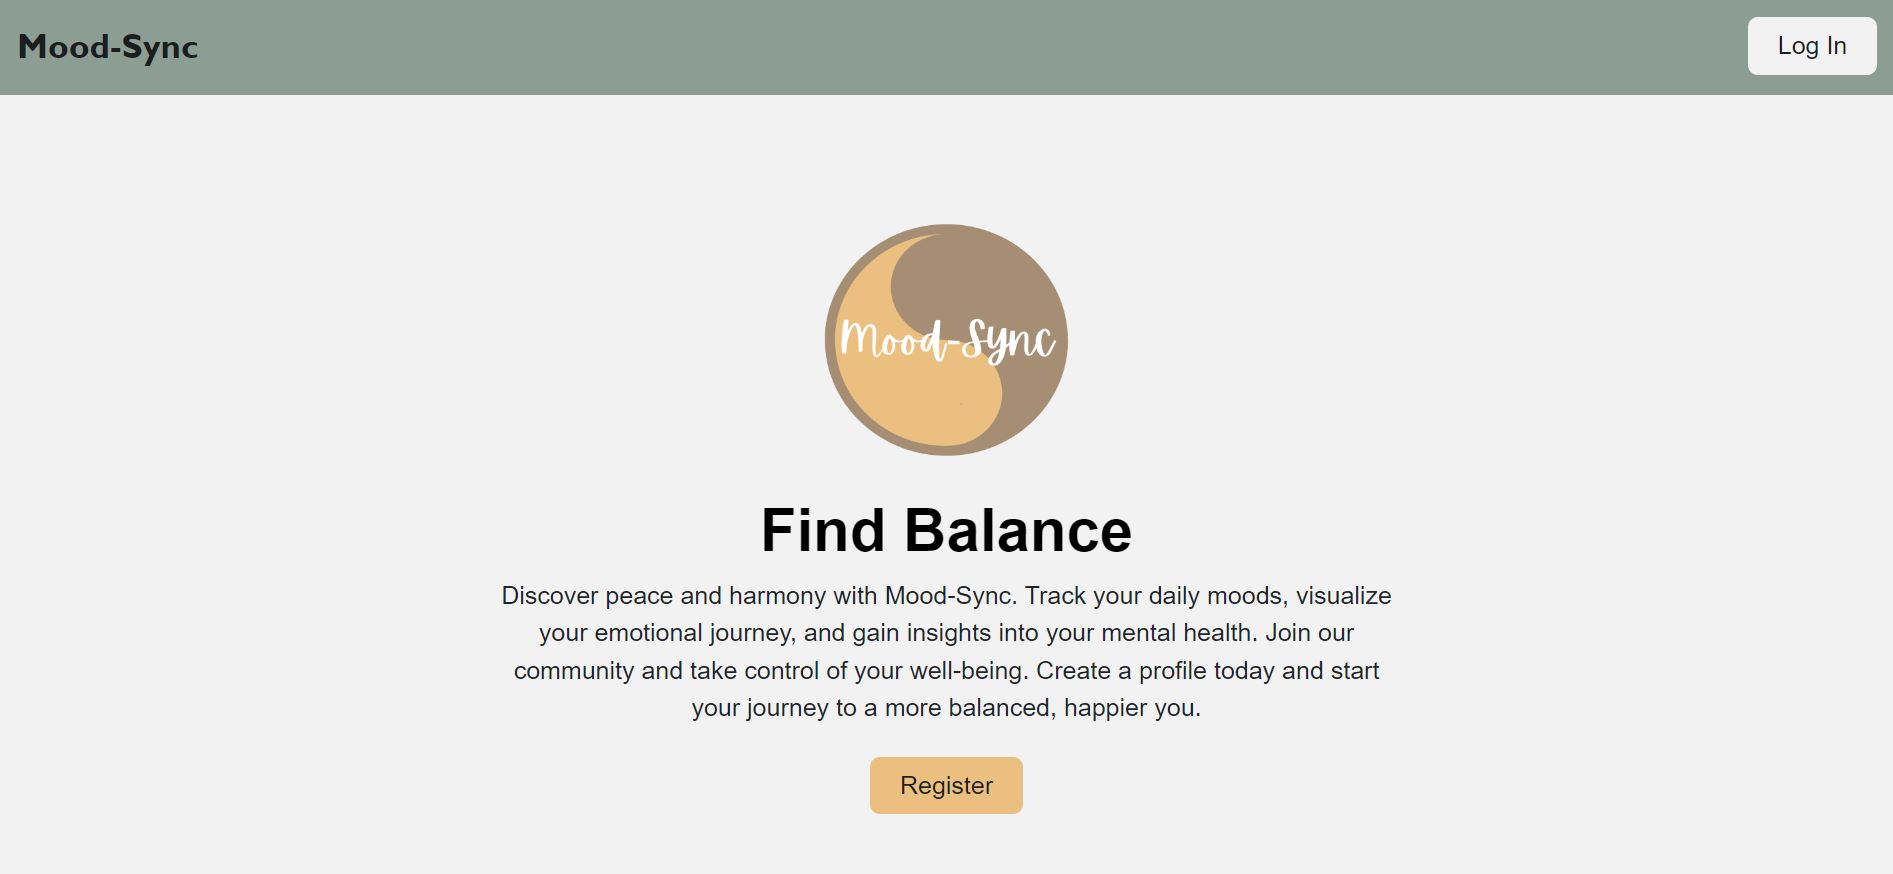 Mood-Sync
Log In
Mood-Sync
Find Balance
Discover peace and harmony with Mood-Sync. Track your daily moods, visualize
your emotional journey, and gain insights into your mental health. Join our
community and take control of your well-being. Create a profile today and start
your journey to a more balanced, happier you.
Register